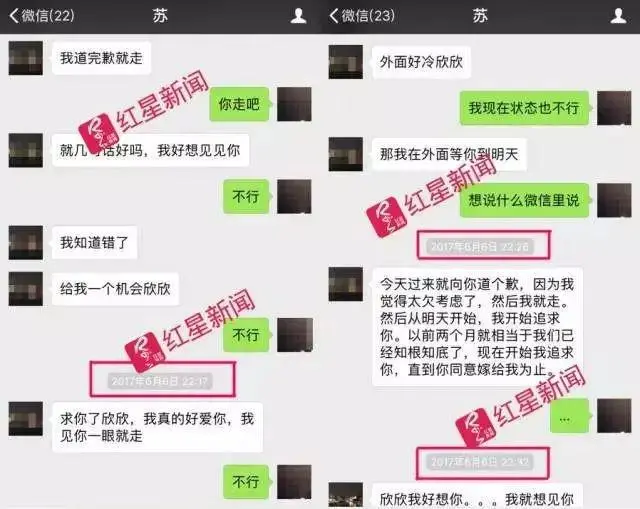 微信(22)
苏
我道完歉就走
你走吧
红星新闻
就几句话好吗，我好想见见你
不行
我知道错了
给我一个机会欣欣
红星新闻
不行
2017年6月6日 22:17
求你了欣欣，我真的好爱你，我
见你一眼就走
不行
微信(23)
苏
外面好冷欣欣
我现在状态也不行
那我在外面等你到明天
红星新闻
想说什么微信里说
2017年6月6日 22:26
今天过来就向你道个歉，因为我
觉得太欠考虑了，然后我就走。
然后从明天开始，我开始追求
你。以前两个月就相当于我们已
经知根知底了，现在开始我追求
你，直到你同意嫁给我为止。
红星新闻
...
2017年6月6日 22:32
欣欣我好想你。。。我就想见你